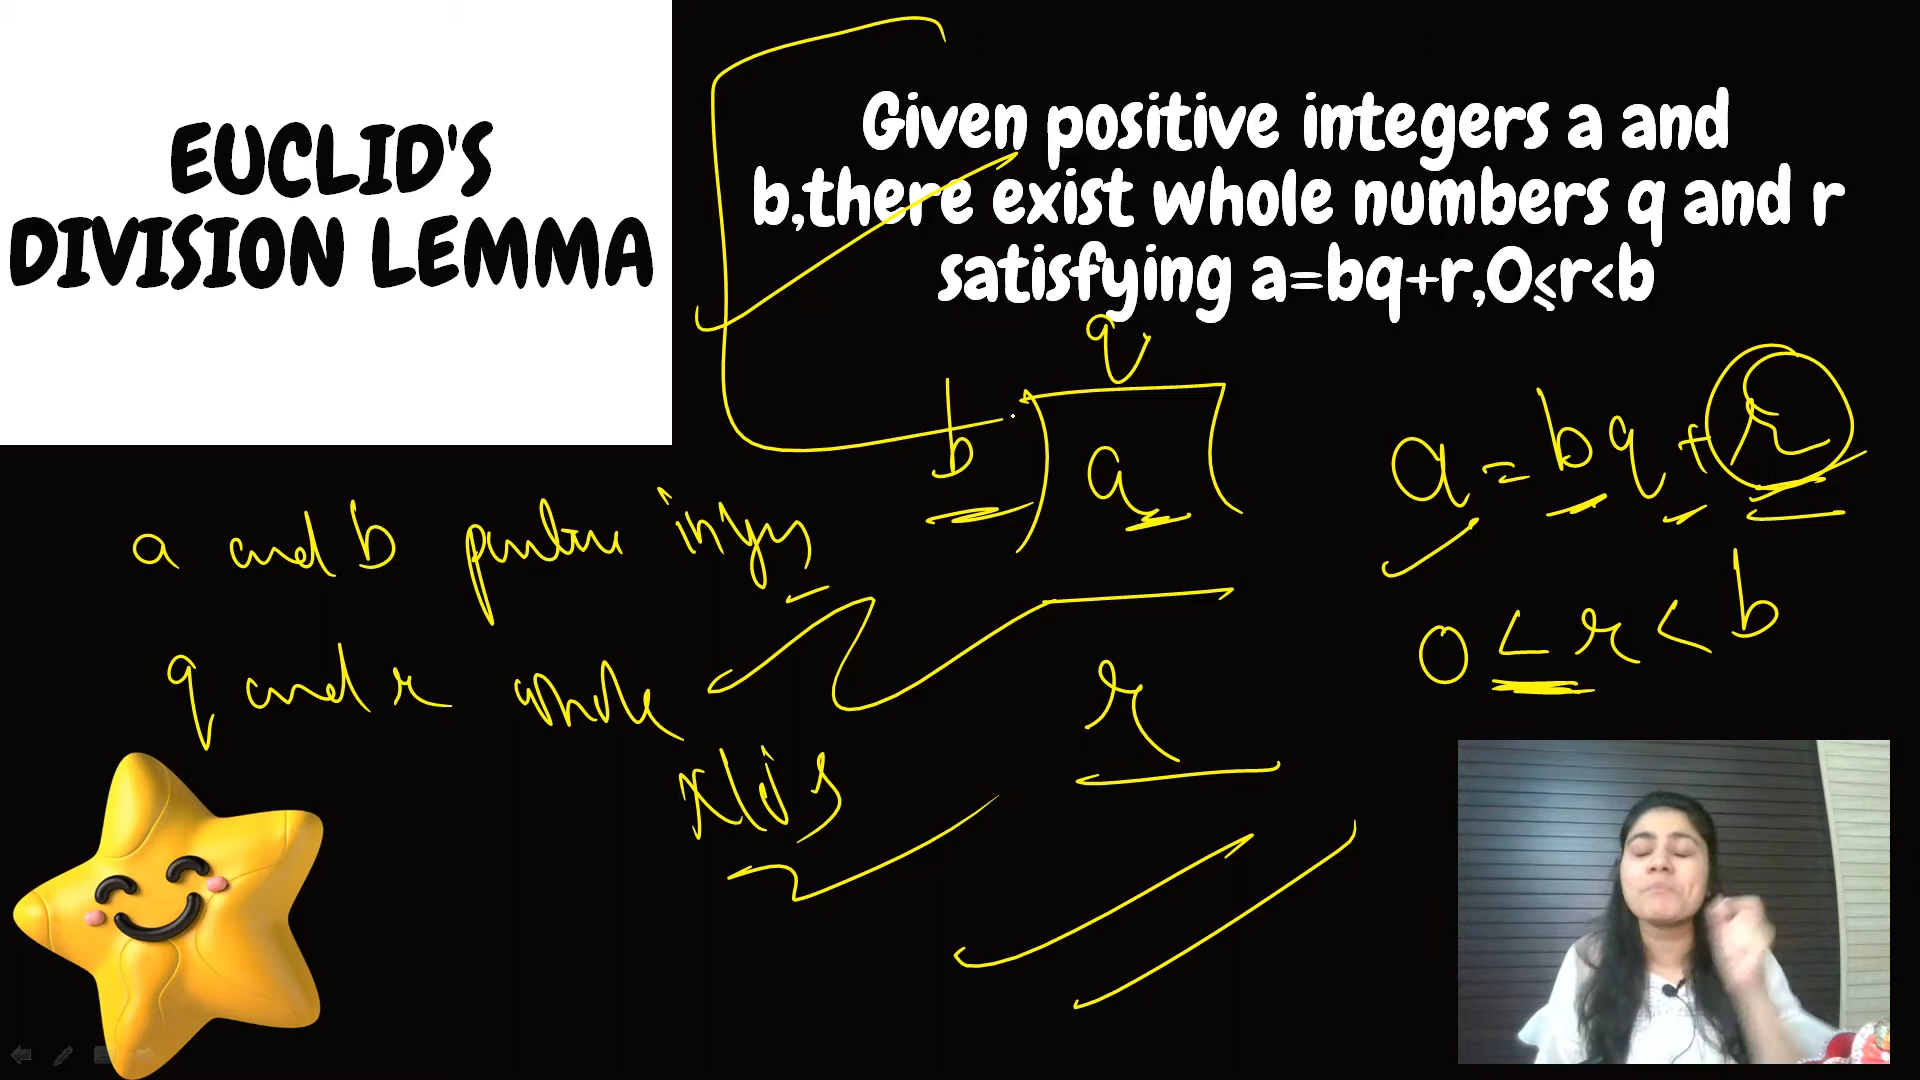 EUCLID'S
DIVISION LEMMA
Given positive integers a and
b,there exist whole numbers q and r
satisfying a=bq+r,0≤r<b
q
b
a
a = bq + r
0 ≤ r < b
a and b
q and r whole
r